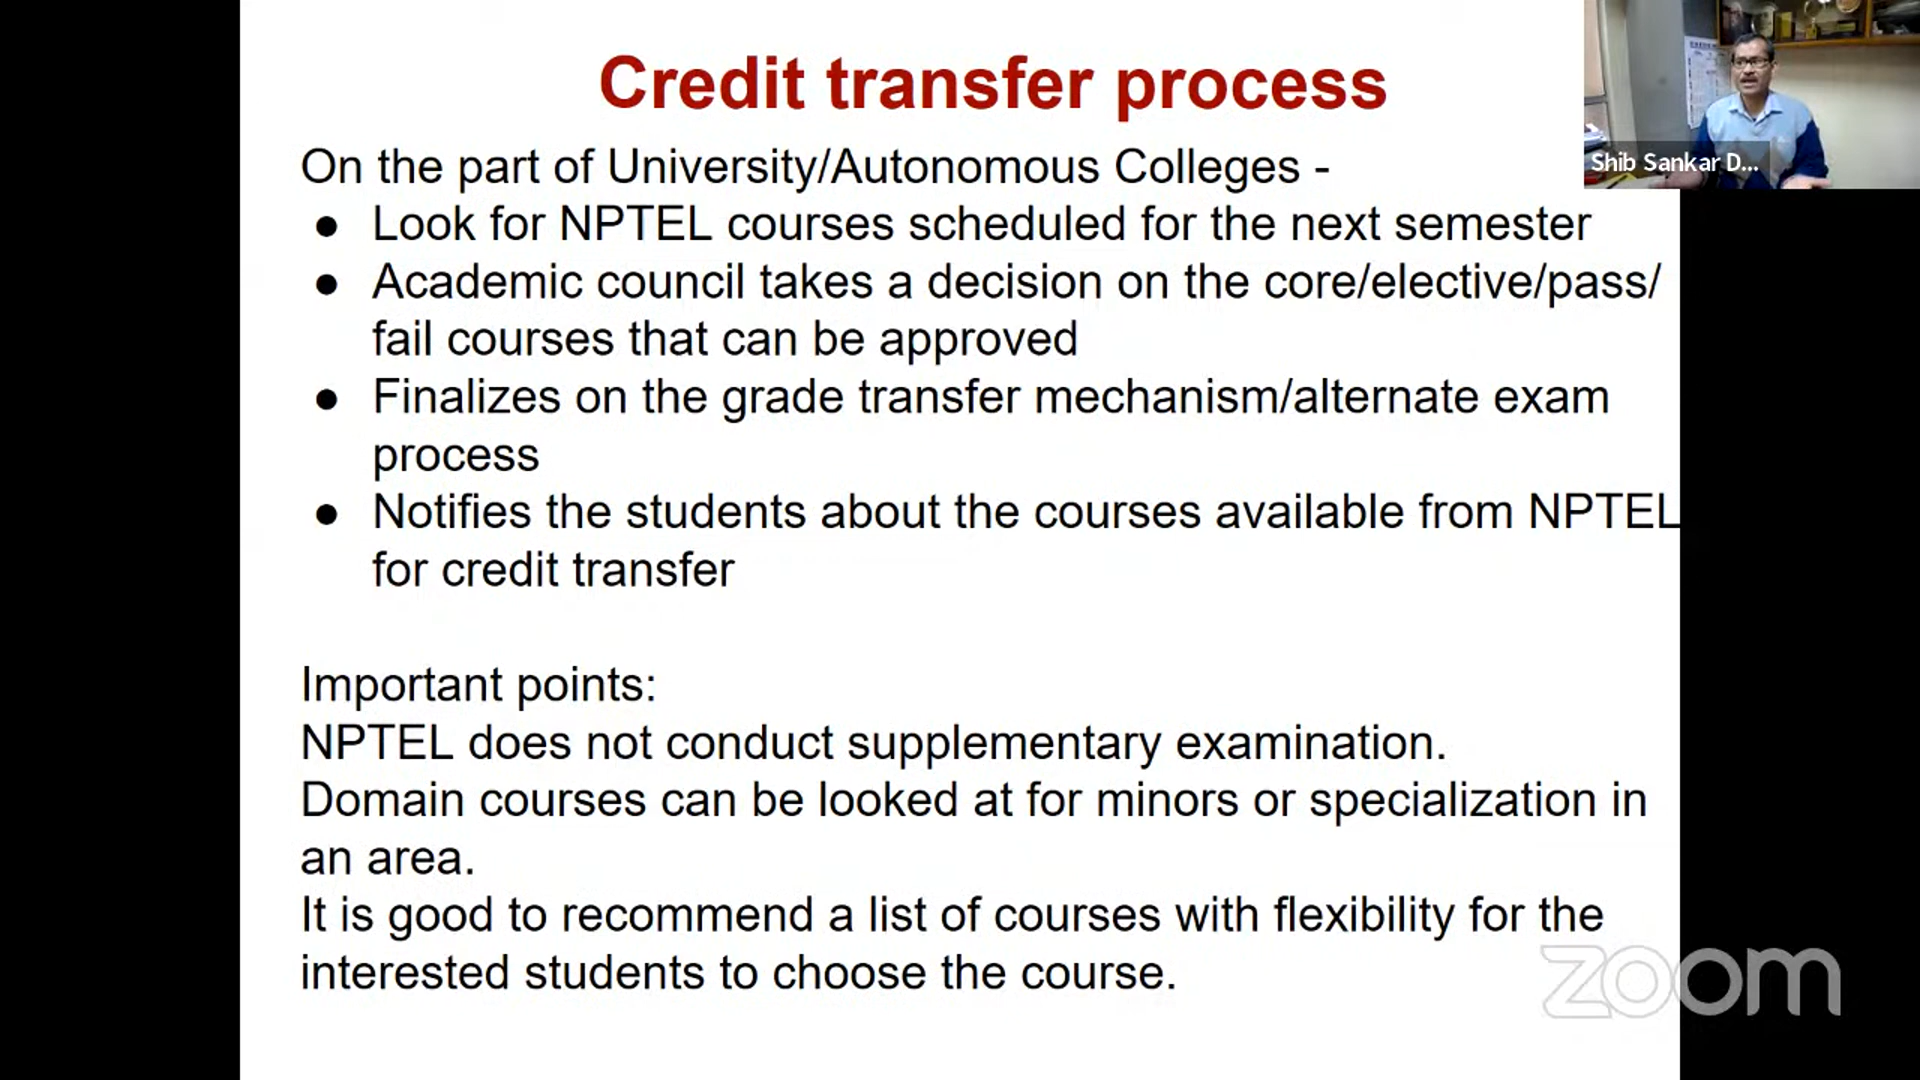 Credit transfer process
Shib Sankar D...
On the part of University/Autonomous Colleges -
● Look for NPTEL courses scheduled for the next semester
● Academic council takes a decision on the core/elective/pass/
fail courses that can be approved
● Finalizes on the grade transfer mechanism/alternate exam
process
● Notifies the students about the courses available from NPTEL
for credit transfer
Important points:
NPTEL does not conduct supplementary examination.
Domain courses can be looked at for minors or specialization in
an area.
It is good to recommend a list of courses with flexibility for the
interested students to choose the course.
zoom